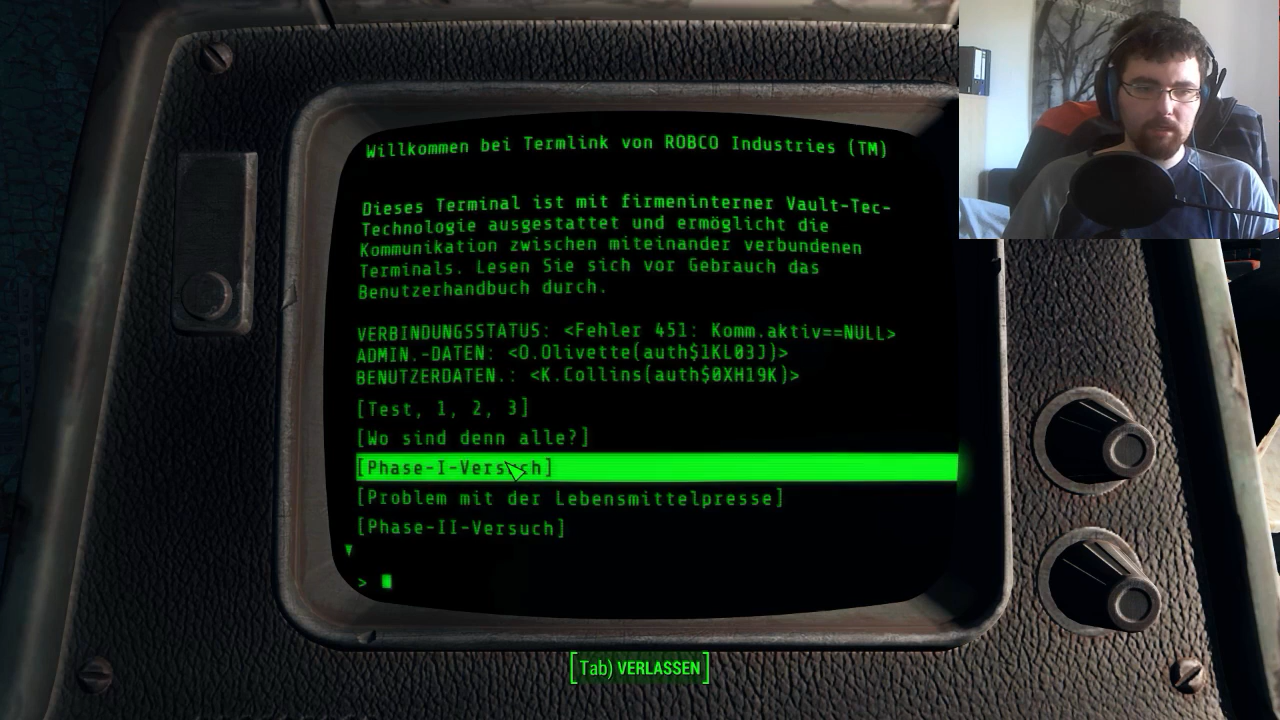 Willkommen bei Termlink von ROBCO Industries (TM)
Dieses Terminal ist mit firmeninterner Vault-Tec-
Technologie ausgestattet und ermöglicht die
Kommunikation zwischen miteinander verbundenen
Terminals. Lesen Sie sich vor Gebrauch das
Benutzerhandbuch durch.
VERBINDUNGSSTATUS: <Fehler 451: Komm.aktiv==NULL>
ADMIN.-DATEN: <O.Olivette(auth$1KL03J)>
BENUTZERDATEN.: <K.Collins(auth$0XH19K)>
[Test, 1, 2, 3]
[Wo sind denn alle?]
[Phase-I-Versuch]
[Problem mit der Lebensmittelpresse]
[Phase-II-Versuch]
>
[Tab) VERLASSEN]